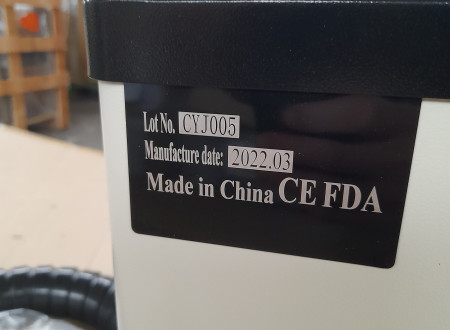 Lot No. CYJ005
Manufacture date: 2022.03
Made in China CE FDA